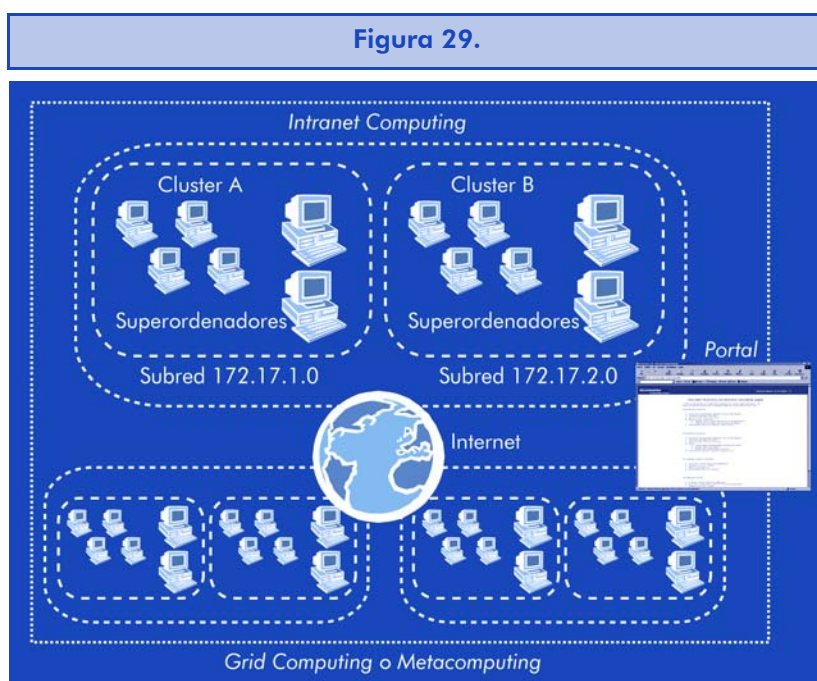 Figura 29.
Intranet Computing
Cluster A
Cluster B
Superordenadores
Superordenadores
Subred 172.17.1.0
Subred 172.17.2.0
Portal
Internet
Grid Computing o Metacomputing